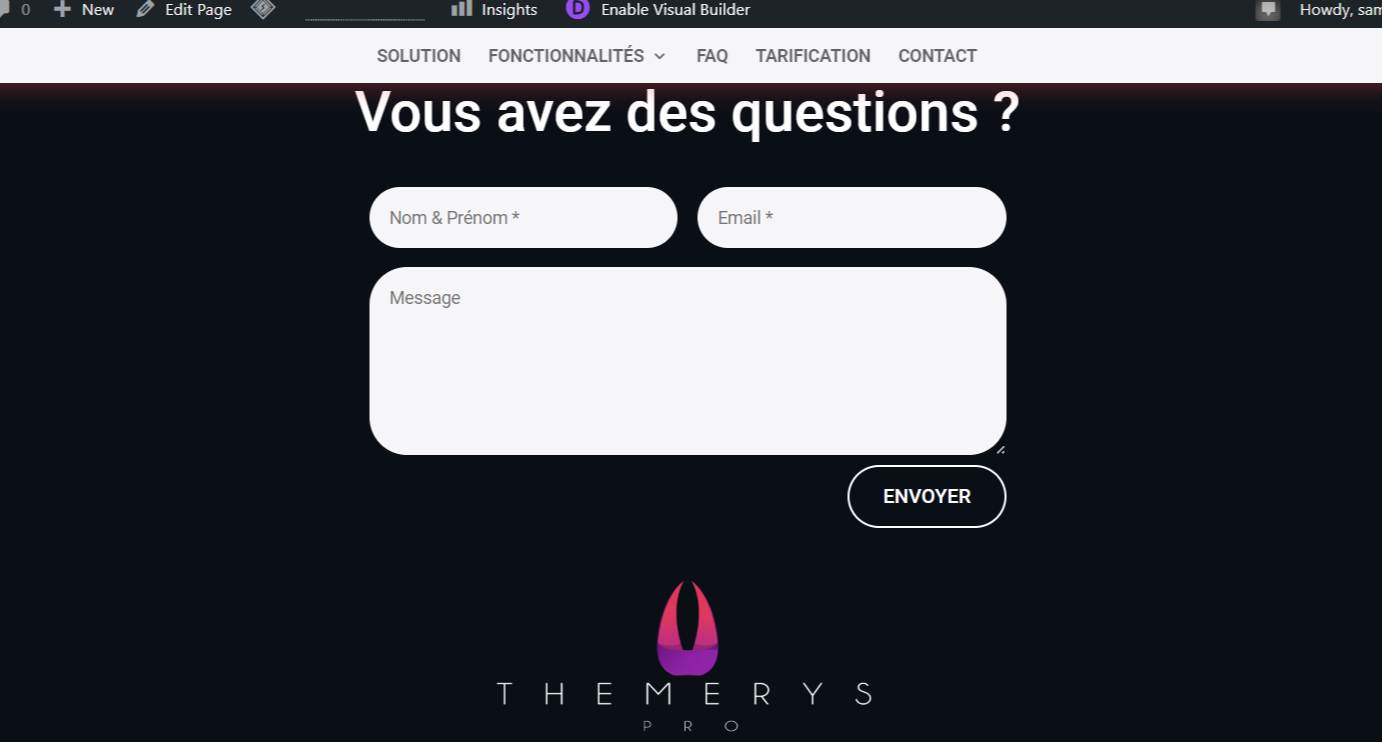 0 New Edit Page Insights D Enable Visual Builder Howdy, sam
SOLUTION FONCTIONNALITÉS FAQ TARIFICATION CONTACT
Vous avez des questions ?
Nom & Prénom * Email *
Message
ENVOYER
THEMERYS
PRO